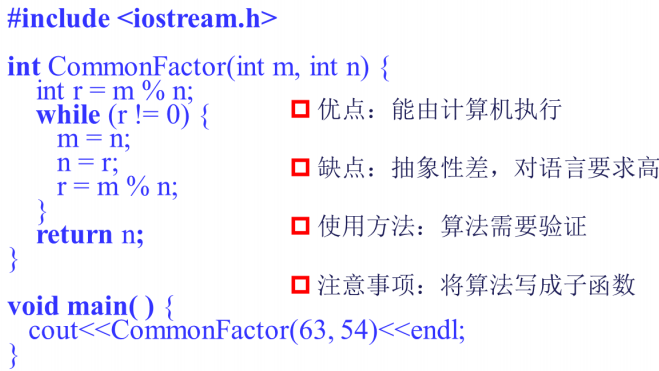 #include <iostream.h>
int CommonFactor(int m, int n) {
int r = m % n;
while (r != 0) {
m = n;
n = r;
r = m % n;
}
return n;
}
void main( ) {
cout<<CommonFactor(63, 54)<<endl;
}
优点：能由计算机执行
缺点：抽象性差，对语言要求高
使用方法：算法需要验证
注意事项：将算法写成子函数